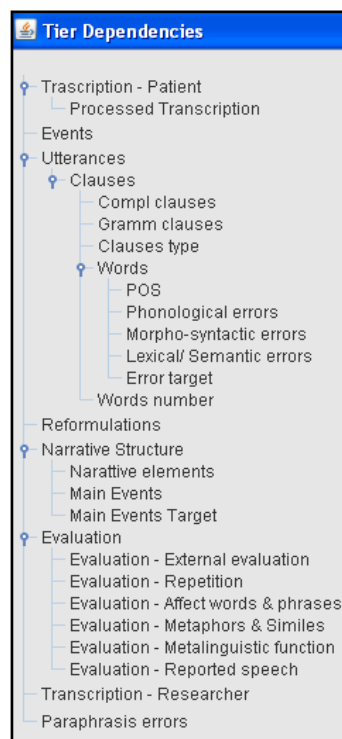 Tier Dependencies
Trascription - Patient
Processed Transcription
Events
Utterances
Clauses
Compl clauses
Gramm clauses
Clauses type
Words
POS
Phonological errors
Morpho-syntactic errors
Lexical/ Semantic errors
Error target
Words number
Reformulations
Narrative Structure
Narattive elements
Main Events
Main Events Target
Evaluation
Evaluation - External evaluation
Evaluation - Repetition
Evaluation - Affect words & phrases
Evaluation - Metaphors & Similes
Evaluation - Metalinguistic function
Evaluation - Reported speech
Transcription - Researcher
Paraphrasis errors